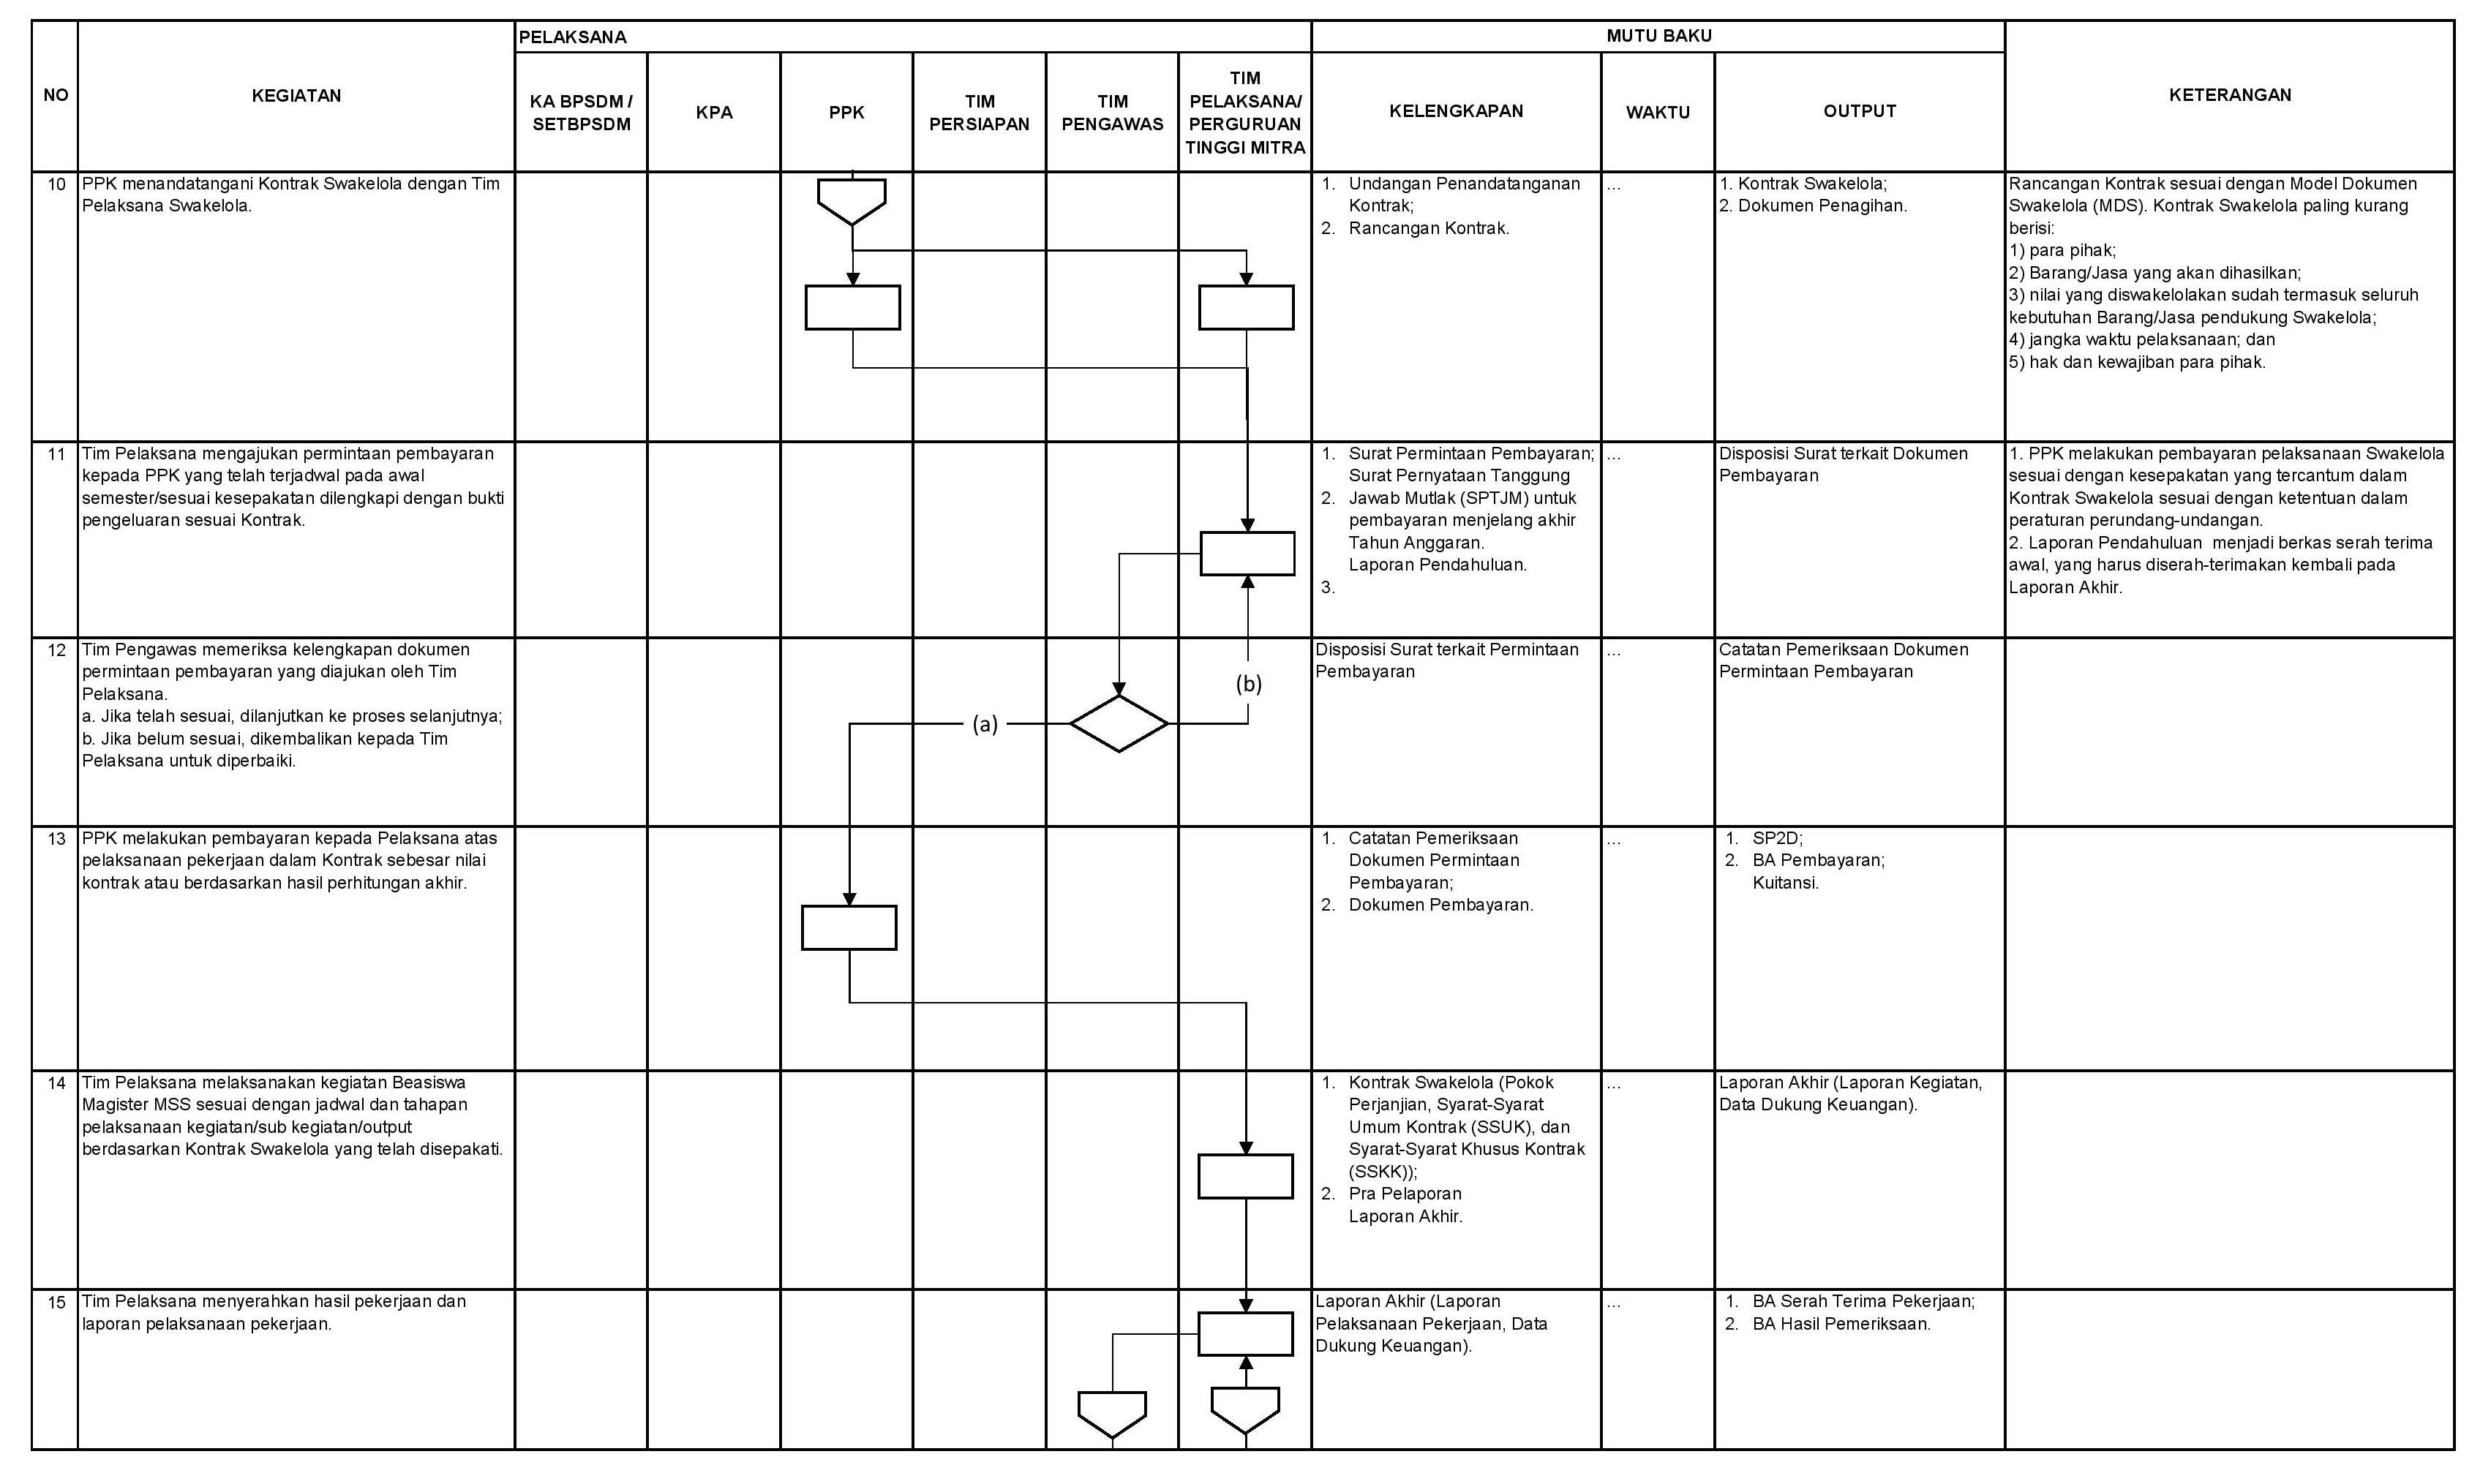 NO
KEGIATAN
PELAKSANA
KA BPSDM /
SETBPSDM
KPA
PPK
TIM
PERSIAPAN
TIM
PENGAWAS
TIM
PELAKSANA/
PERGURUAN
TINGGI MITRA
MUTU BAKU
KELENGKAPAN
WAKTU
OUTPUT
KETERANGAN
10
PPK menandatangani Kontrak Swakelola dengan Tim
Pelaksana Swakelola.
1. Undangan Penandatanganan
Kontrak;
2. Rancangan Kontrak.
...
1. Kontrak Swakelola;
2. Dokumen Penagihan.
Rancangan Kontrak sesuai dengan Model Dokumen
Swakelola (MDS). Kontrak Swakelola paling kurang
berisi:
1) para pihak;
2) Barang/Jasa yang akan dihasilkan;
3) nilai yang diswakelolakan sudah termasuk seluruh
kebutuhan Barang/Jasa pendukung Swakelola;
4) jangka waktu pelaksanaan; dan
5) hak dan kewajiban para pihak.
11
Tim Pelaksana mengajukan permintaan pembayaran
kepada PPK yang telah terjadwal pada awal
semester/sesuai kesepakatan dilengkapi dengan bukti
pengeluaran sesuai Kontrak.
1. Surat Permintaan Pembayaran;
Surat Pernyataan Tanggung
2. Jawab Mutlak (SPTJM) untuk
pembayaran menjelang akhir
Tahun Anggaran.
Laporan Pendahuluan.
3.
...
Disposisi Surat terkait Dokumen
Pembayaran
1. PPK melakukan pembayaran pelaksanaan Swakelola
sesuai dengan kesepakatan yang tercantum dalam
Kontrak Swakelola sesuai dengan ketentuan dalam
peraturan perundang-undangan.
2. Laporan Pendahuluan menjadi berkas serah terima
awal, yang harus diserah-terimakan kembali pada
Laporan Akhir.
12
Tim Pengawas memeriksa kelengkapan dokumen
permintaan pembayaran yang diajukan oleh Tim
Pelaksana.
a. Jika telah sesuai, dilanjutkan ke proses selanjutnya;
b. Jika belum sesuai, dikembalikan kepada Tim
Pelaksana untuk diperbaiki.
(a)
(b)
Disposisi Surat terkait Permintaan
Pembayaran
...
Catatan Pemeriksaan Dokumen
Permintaan Pembayaran
13
PPK melakukan pembayaran kepada Pelaksana atas
pelaksanaan pekerjaan dalam Kontrak sebesar nilai
kontrak atau berdasarkan hasil perhitungan akhir.
1. Catatan Pemeriksaan
Dokumen Permintaan
Pembayaran;
2. Dokumen Pembayaran.
...
1. SP2D;
2. BA Pembayaran;
Kuitansi.
14
Tim Pelaksana melaksanakan kegiatan Beasiswa
Magister MSS sesuai dengan jadwal dan tahapan
pelaksanaan kegiatan/sub kegiatan/output
berdasarkan Kontrak Swakelola yang telah disepakati.
1. Kontrak Swakelola (Pokok
Perjanjian, Syarat-Syarat
Umum Kontrak (SSUK), dan
Syarat-Syarat Khusus Kontrak
(SSKK));
2. Pra Pelaporan
Laporan Akhir.
...
Laporan Akhir (Laporan Kegiatan,
Data Dukung Keuangan).
15
Tim Pelaksana menyerahkan hasil pekerjaan dan
laporan pelaksanaan pekerjaan.
Laporan Akhir (Laporan
Pelaksanaan Pekerjaan, Data
Dukung Keuangan).
...
1. BA Serah Terima Pekerjaan;
2. BA Hasil Pemeriksaan.